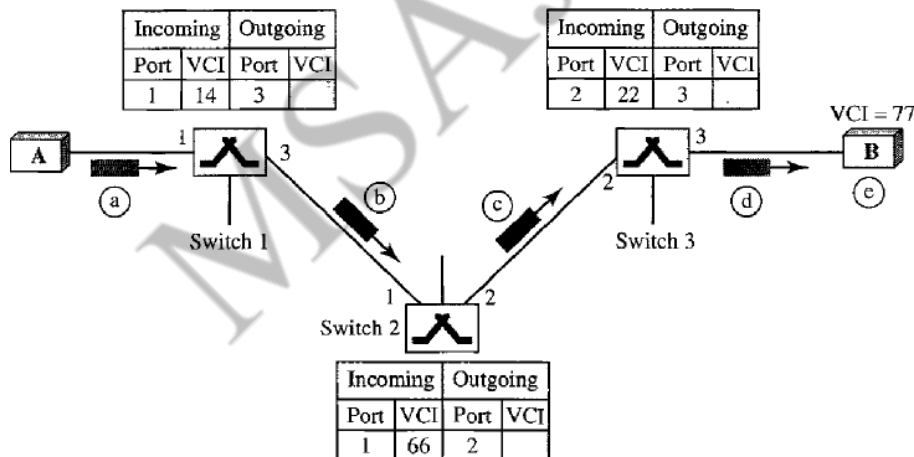 Incoming Outgoing
Port VCI Port VCI
1 14 3
Incoming Outgoing
Port VCI Port VCI
2 22 3
VCI = 77
A
1
3
a
Switch 1
b
c
2
3
Switch 3
d
B
e
1
2
Switch 2
Incoming Outgoing
Port VCI Port VCI
1 66 2
MSA